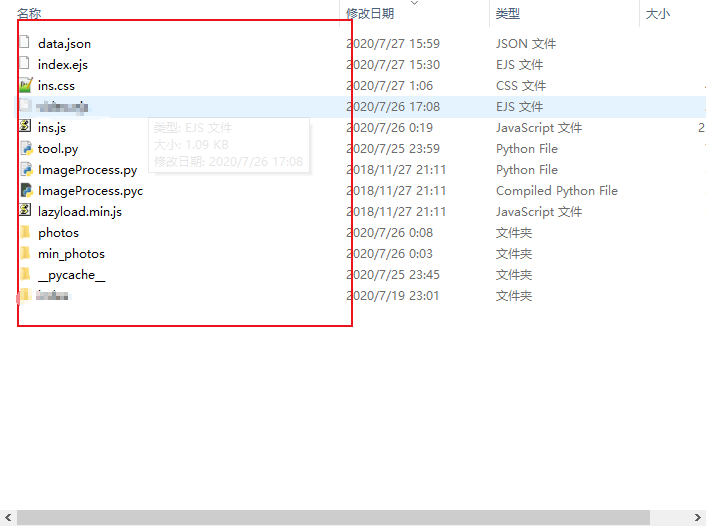 名称 修改日期 类型 大小
data.json 2020/7/27 15:59 JSON 文件
index.ejs 2020/7/27 15:30 EJS 文件
ins.css 2020/7/27 1:06 CSS 文件
2020/7/26 17:08 EJS 文件
ins.js 2020/7/26 0:19 JavaScript 文件 2
类型: EJS 文件
大小: 1.09 KB
修改日期: 2020/7/26 17:08
tool.py 2020/7/25 23:59 Python File
ImageProcess.py 2018/11/27 21:11 Python File
ImageProcess.pyc 2018/11/27 21:11 Compiled Python File
lazyload.min.js 2018/11/27 21:11 JavaScript 文件
photos 2020/7/26 0:08 文件夹
min_photos 2020/7/26 0:03 文件夹
__pycache__ 2020/7/25 23:45 文件夹
2020/7/19 23:01 文件夹